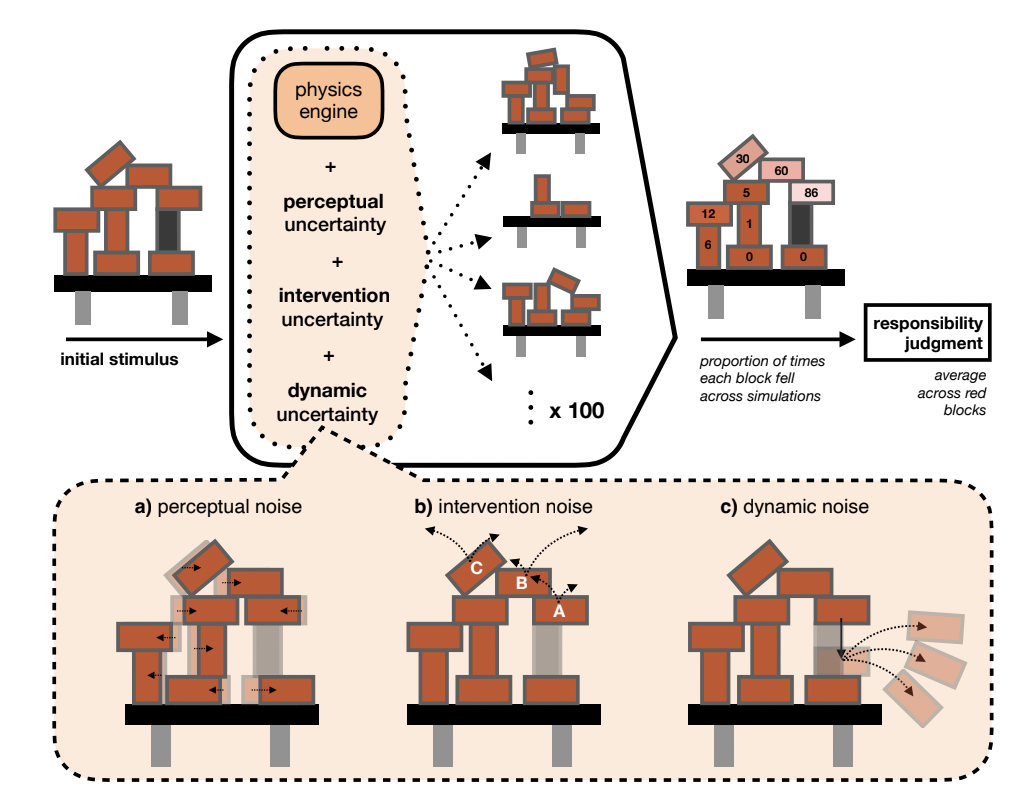 physics
engine
+
perceptual
uncertainty
+
intervention
uncertainty
+
dynamic
uncertainty
initial stimulus
x 100
30
60
5
86
12
1
6
0
0
proportion of times
each block fell
across simulations
responsibility
judgment
average
across red
blocks
a) perceptual noise
b) intervention noise
c) dynamic noise
C
B
A